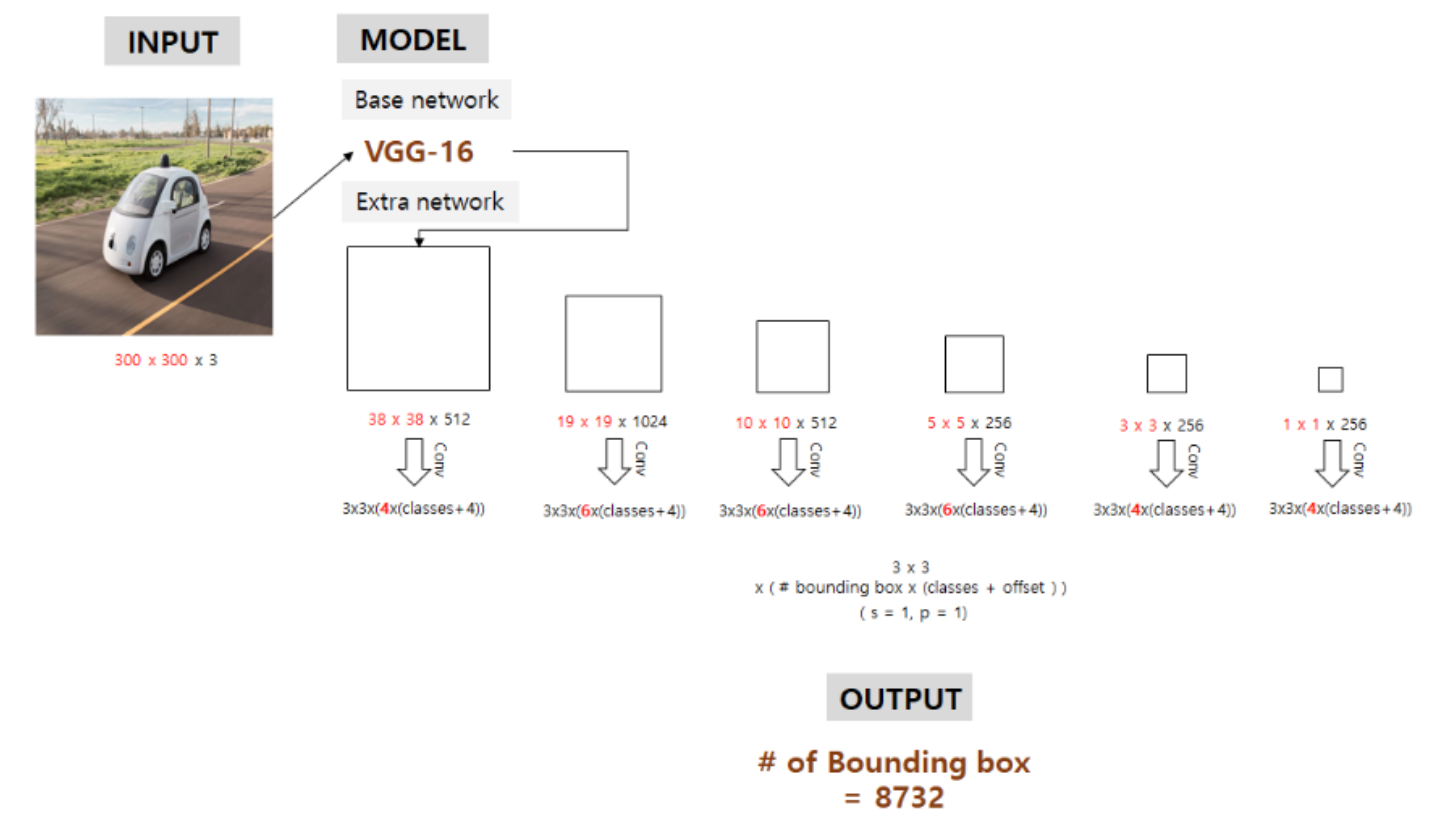 INPUT
MODEL
Base network
VGG-16
Extra network
300 x 300 x 3
38 x 38 x 512
19 x 19 x 1024
10 x 10 x 512
5 x 5 x 256
3 x 3 x 256
1 x 1 x 256
Conv
Conv
Conv
Conv
Conv
Conv
3x3x(4x(classes+4))
3x3x(6x(classes+4))
3x3x(6x(classes+4))
3x3x(6x(classes+4))
3x3x(4x(classes+4))
3x3x(4x(classes+4))
3 x 3
x ( # bounding box x (classes + offset ) )
( s = 1, p = 1)
OUTPUT
# of Bounding box
= 8732